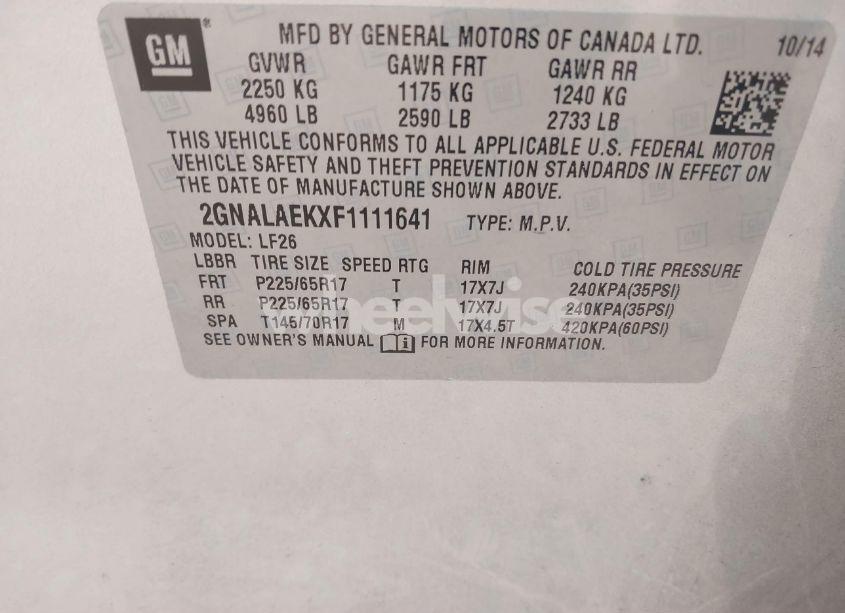 GM ® MFD BY GENERAL MOTORS OF CANADA LTD. 10/14
GVWR GAWR FRT GAWR RR
2250 KG 1175 KG 1240 KG
4960 LB 2590 LB 2733 LB
THIS VEHICLE CONFORMS TO ALL APPLICABLE U.S. FEDERAL MOTOR
VEHICLE SAFETY AND THEFT PREVENTION STANDARDS IN EFFECT ON
THE DATE OF MANUFACTURE SHOWN ABOVE.
2GNALAEKXF1111641 TYPE: M.P.V.
MODEL: LF26
LBBR TIRE SIZE SPEED RTG RIM COLD TIRE PRESSURE
FRT P225/65R17 T 17X7J 240KPA(35PSI)
RR P225/65R17 T 17X7J 240KPA(35PSI)
SPA T145/70R17 M 17X4.5T 420KPA(60PSI)
SEE OWNER'S MANUAL FOR MORE INFORMATION.
wheelwise